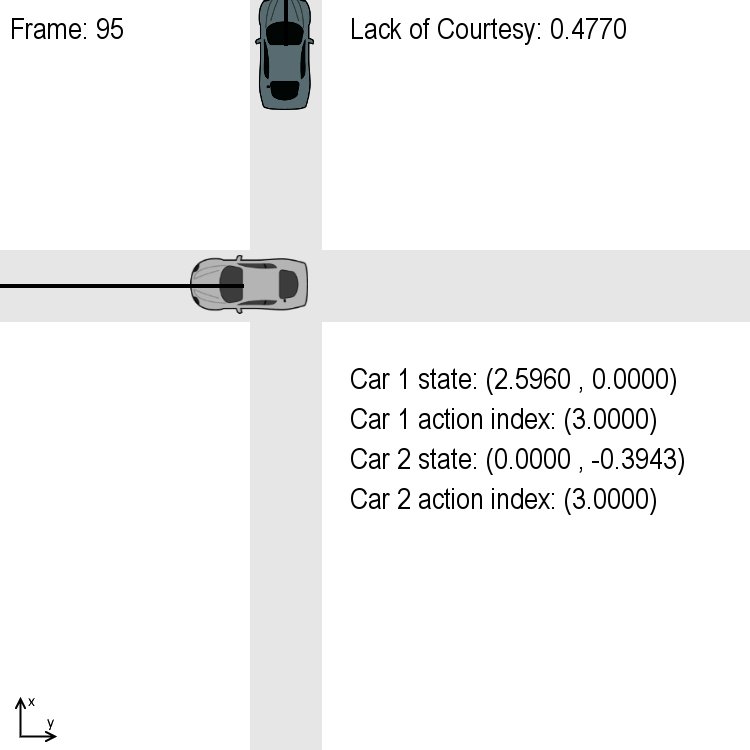 Frame: 95
Lack of Courtesy: 0.4770
Car 1 state: (2.5960 , 0.0000)
Car 1 action index: (3.0000)
Car 2 state: (0.0000 , -0.3943)
Car 2 action index: (3.0000)
x
y